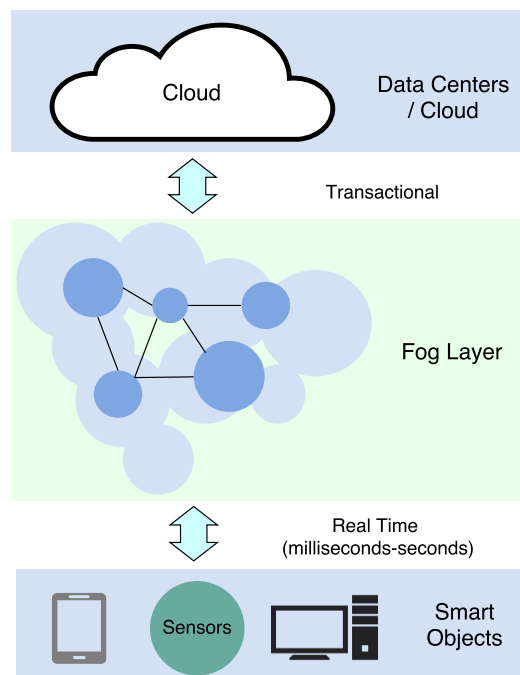 Cloud
Data Centers
/ Cloud
Transactional
Fog Layer
Real Time
(milliseconds-seconds)
Sensors
Smart
Objects